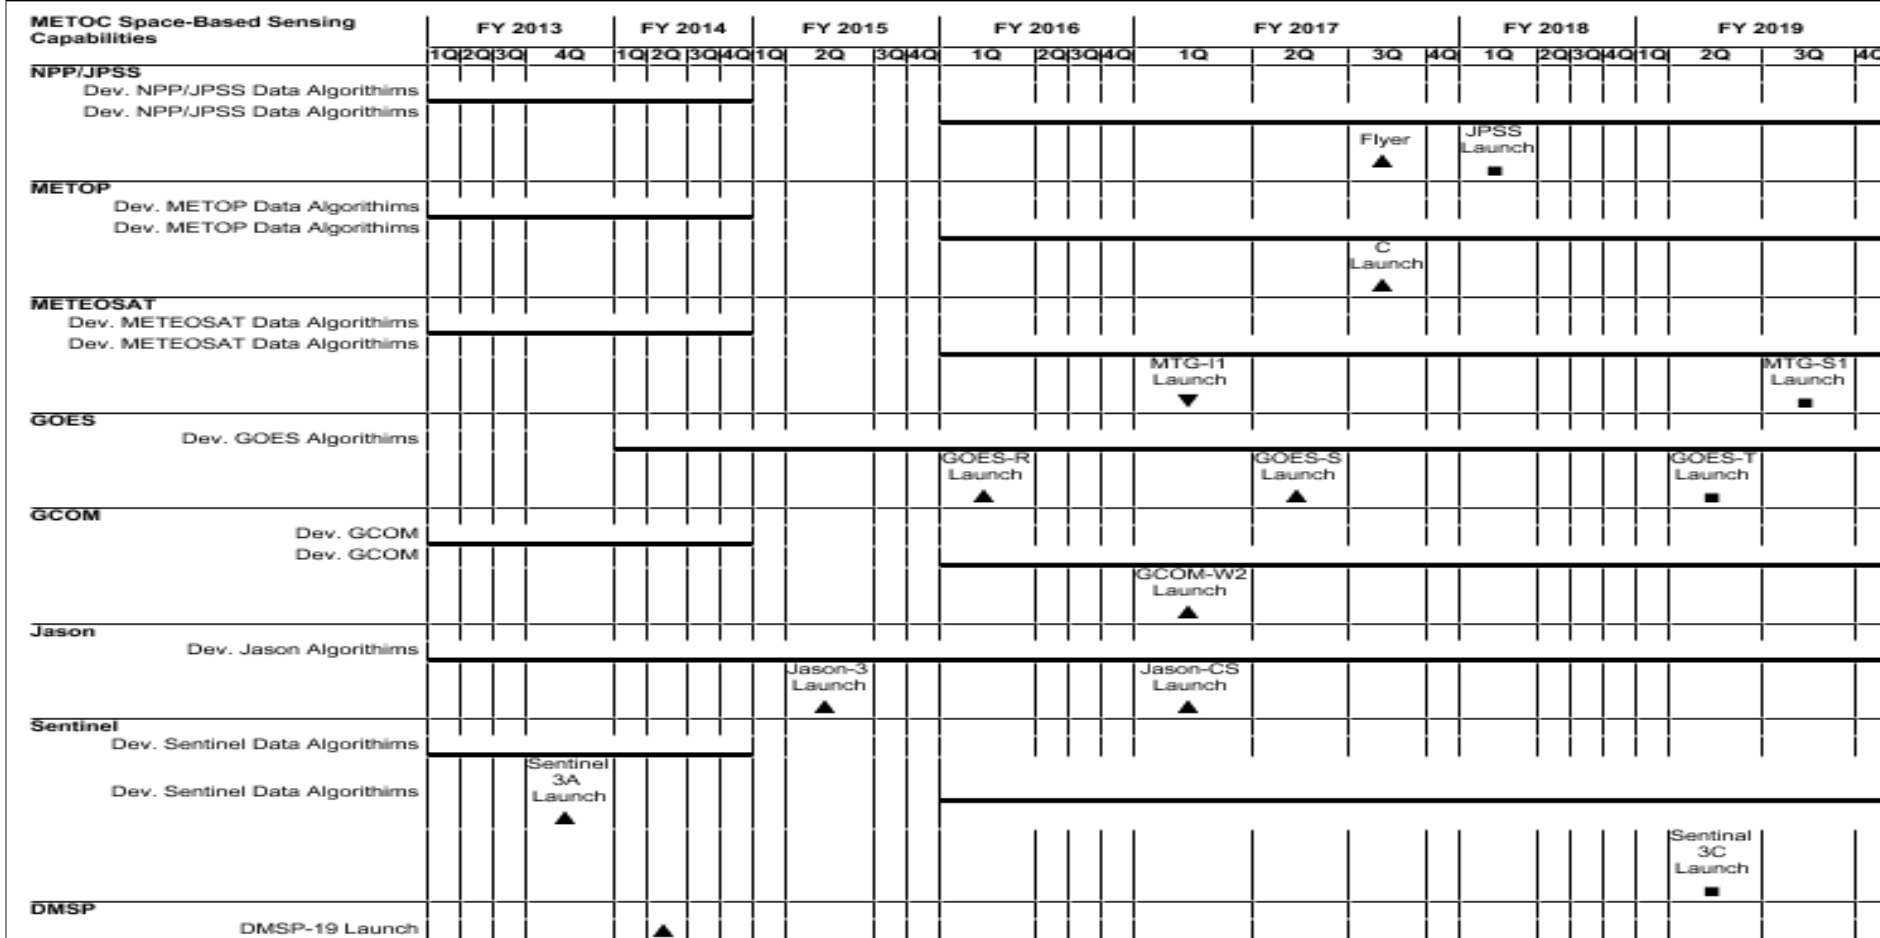 METOC Space-Based Sensing
Capabilities
FY 2013 FY 2014 FY 2015 FY 2016 FY 2017 FY 2018 FY 2019
1Q 2Q 3Q 4Q 1Q 2Q 3Q 4Q 1Q 2Q 3Q 4Q 1Q 2Q 3Q 4Q 1Q 2Q 3Q 4Q 1Q 2Q 3Q 4Q 1Q 2Q 3Q 4Q
NPP/JPSS
Dev. NPP/JPSS Data Algorithims
Dev. NPP/JPSS Data Algorithims
Flyer
JPSS
Launch
METOP
Dev. METOP Data Algorithims
Dev. METOP Data Algorithims
C
Launch
METEOSAT
Dev. METEOSAT Data Algorithims
Dev. METEOSAT Data Algorithims
MTG-I1
Launch
MTG-S1
Launch
GOES
Dev. GOES Algorithims
GOES-R
Launch
GOES-S
Launch
GOES-T
Launch
GCOM
Dev. GCOM
Dev. GCOM
GCOM-W2
Launch
Jason
Dev. Jason Algorithims
Jason-3
Launch
Jason-CS
Launch
Sentinel
Dev. Sentinel Data Algorithims
Sentinel
3A
Launch
Dev. Sentinel Data Algorithims
Sentinal
3C
Launch
DMSP
DMSP-19 Launch